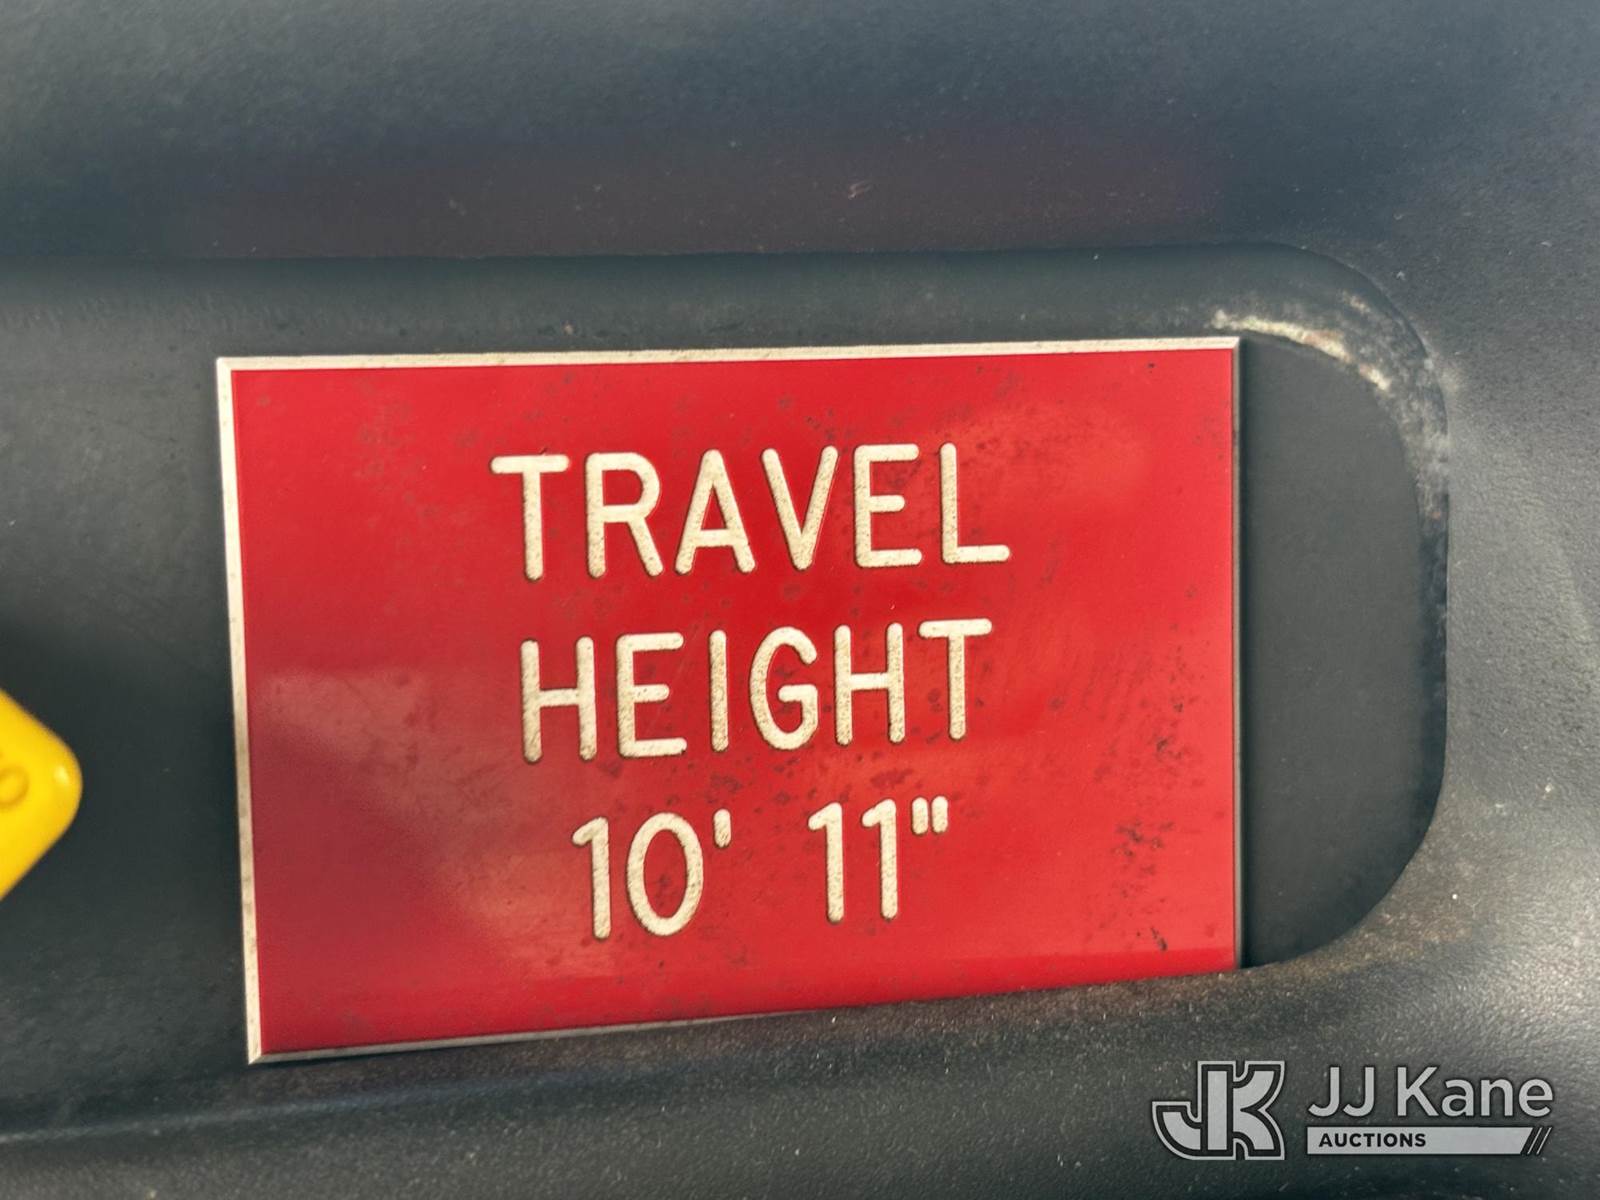 TRAVEL
HEIGHT
10' 11"
JJ Kane
AUCTIONS